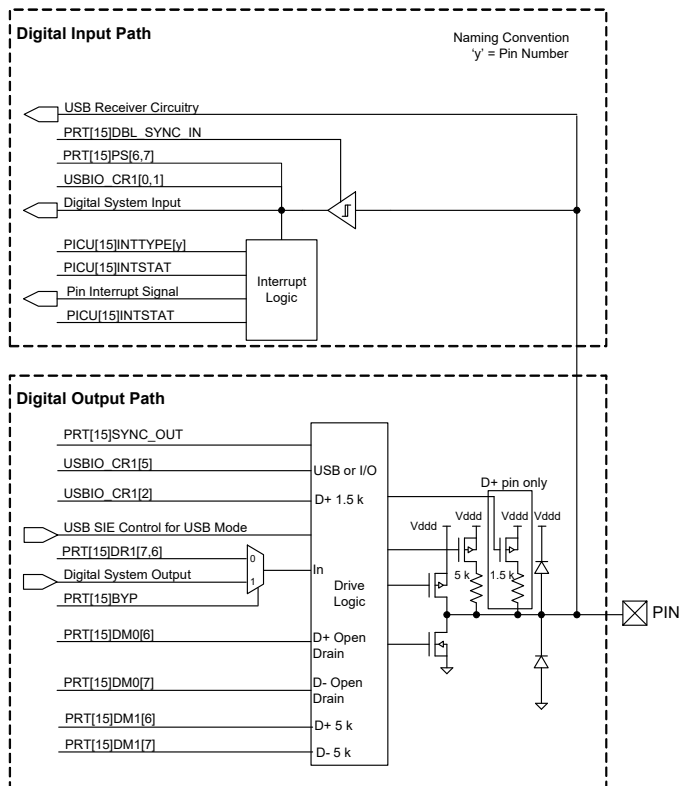 Digital Input Path
Naming Convention
‘y’ = Pin Number
USB Receiver Circuitry
PRT[15]DBL_SYNC_IN
PRT[15]PS[6,7]
USBIO_CR1[0,1]
Digital System Input
PICU[15]INTTYPE[y]
PICU[15]INTSTAT
Pin Interrupt Signal
PICU[15]INTSTAT
Interrupt
Logic
Digital Output Path
PRT[15]SYNC_OUT
USBIO_CR1[5]
USB or I/O
USBIO_CR1[2]
D+ 1.5 k
D+ pin only
USB SIE Control for USB Mode
Vddd
Vddd
Vddd
Vddd
PRT[15]DR1[7,6]
0
In
Digital System Output
1
PRT[15]BYP
Drive
Logic
5 k
1.5 k
PIN
PRT[15]DM0[6]
D+ Open
Drain
PRT[15]DM0[7]
D- Open
Drain
PRT[15]DM1[6]
D+ 5 k
PRT[15]DM1[7]
D- 5 k